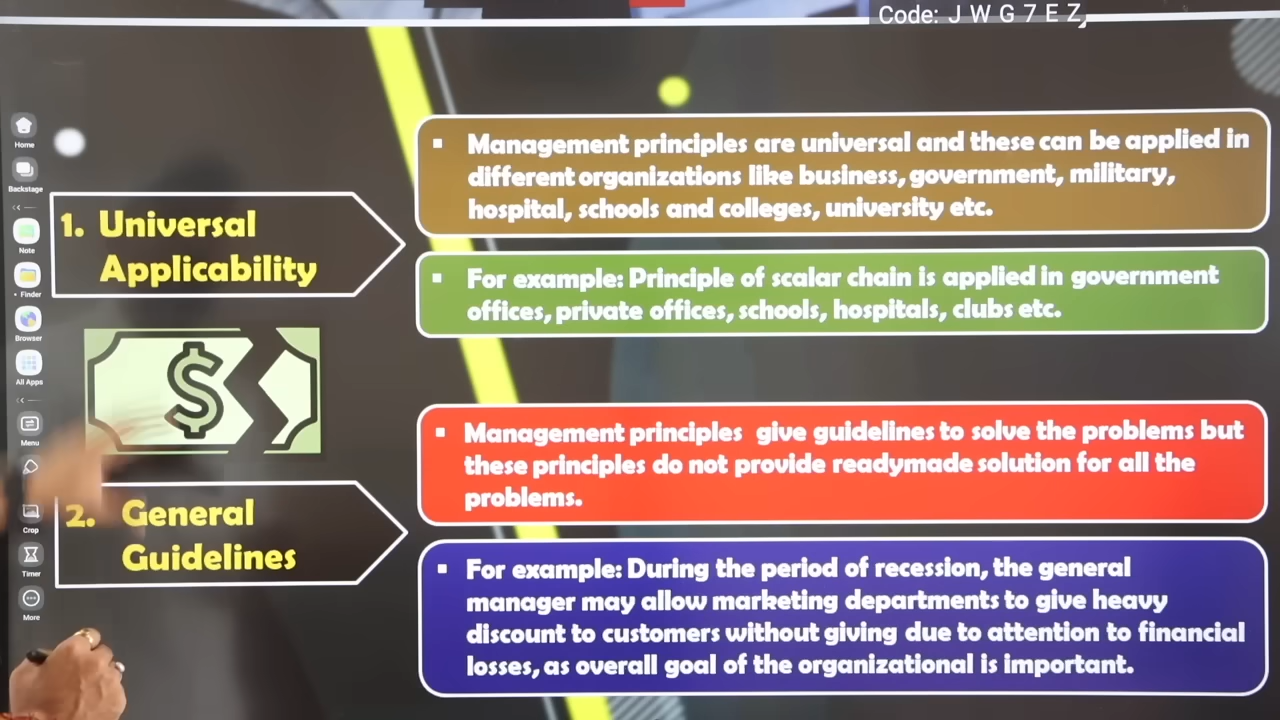 Code: J W G 7 E Z
Home
Backstage
Note
Finder
Browser
All Apps
Menu
Crop
Timer
More
1. Universal
Applicability
Management principles are universal and these can be applied in
different organizations like business, government, military,
hospital, schools and colleges, university etc.
For example: Principle of scalar chain is applied in government
offices, private offices, schools, hospitals, clubs etc.
$
2. General
Guidelines
Management principles give guidelines to solve the problems but
these principles do not provide readymade solution for all the
problems.
For example: During the period of recession, the general
manager may allow marketing departments to give heavy
discount to customers without giving due to attention to financial
losses, as overall goal of the organizational is important.